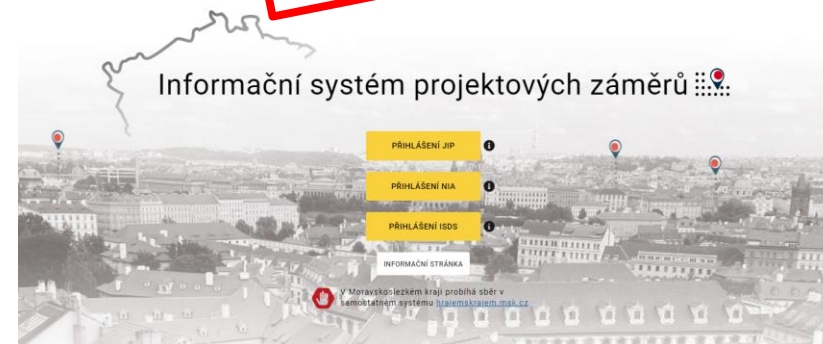 Informační systém projektových záměrů
PŘIHLÁŠENÍ JIP
PŘIHLÁŠENÍ NIA
PŘIHLÁŠENÍ ISDS
INFORMAČNÍ STRÁNKA
V Moravskoslezkém kraji probíhá sběr v
samostatném systému hrajemskrajem.msk.cz